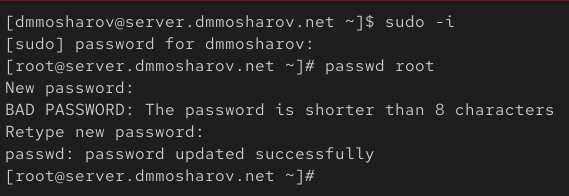 [dmmosharov@server.dmmosharov.net ~]$ sudo -i
[sudo] password for dmmosharov:
[root@server.dmmosharov.net ~]# passwd root
New password:
BAD PASSWORD: The password is shorter than 8 characters
Retype new password:
passwd: password updated successfully
[root@server.dmmosharov.net ~]#